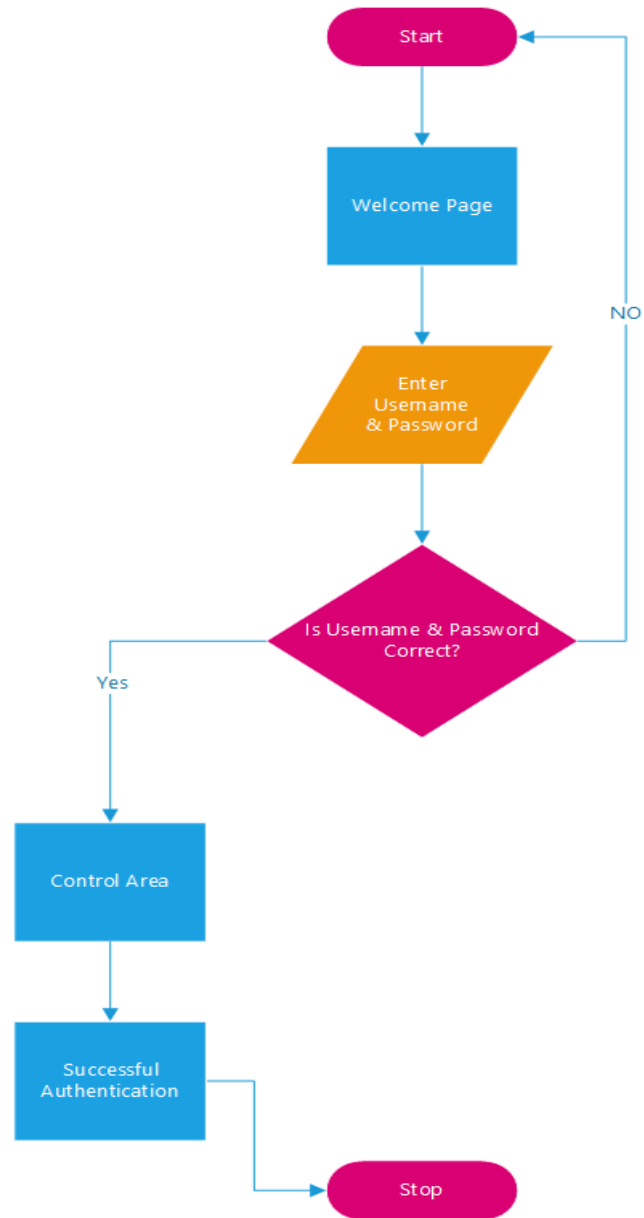 Start
Welcome Page
NO
Enter
Username
& Password
Is Username & Password
Correct?
Yes
Control Area
Successful
Authentication
Stop